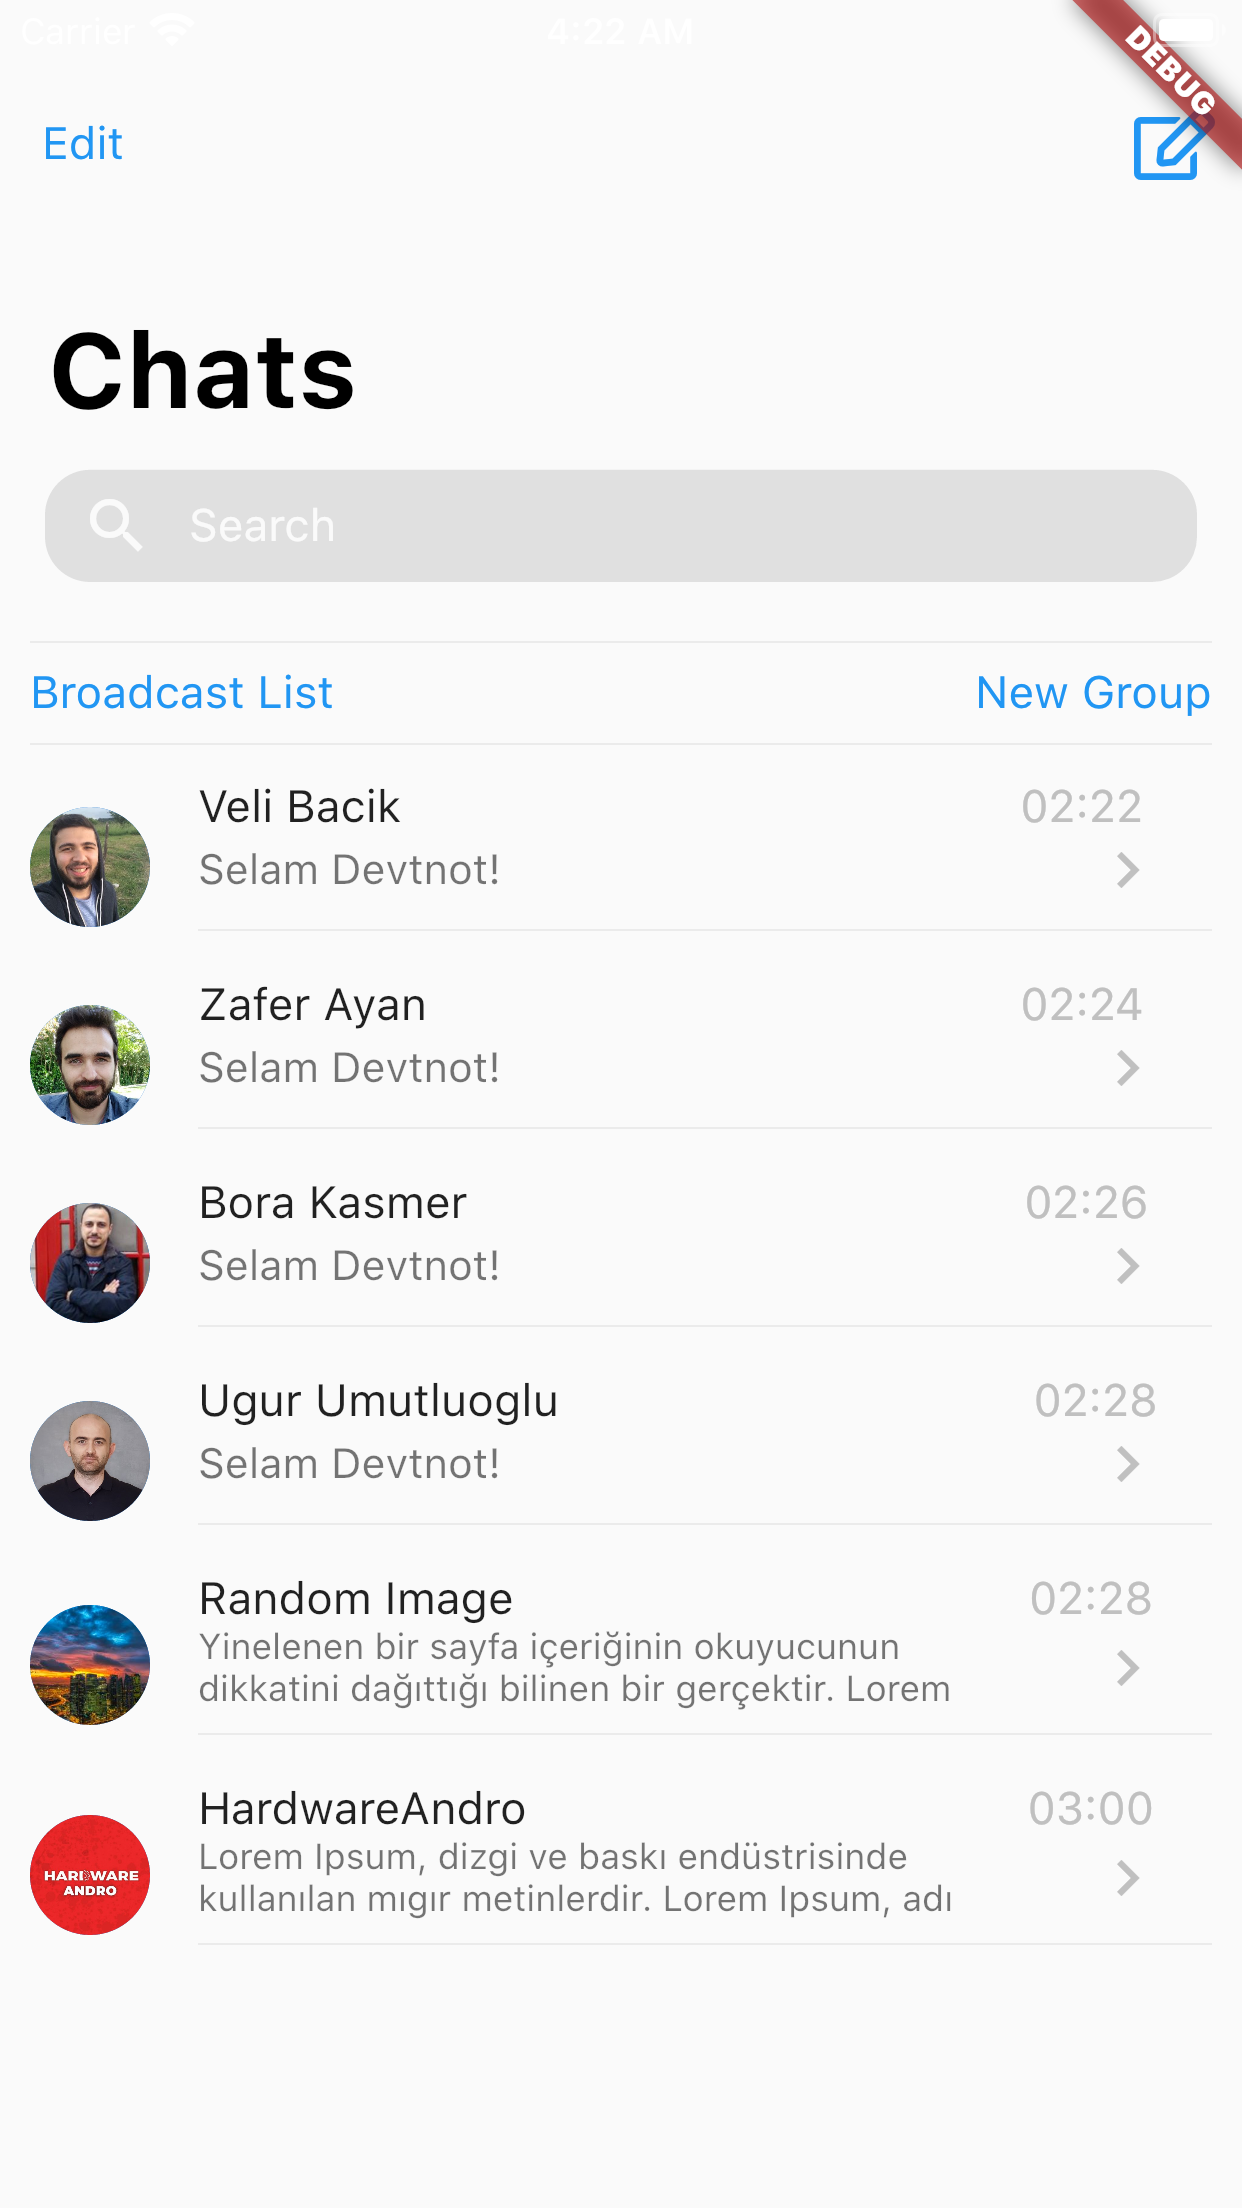 Carrier 4:22 AM
DEBUG
Edit
Chats
Search
Broadcast List New Group
Veli Bacik 02:22
Selam Devtnot!
Zafer Ayan 02:24
Selam Devtnot!
Bora Kasmer 02:26
Selam Devtnot!
Ugur Umutluoglu 02:28
Selam Devtnot!
Random Image 02:28
Yinelenen bir sayfa içeriğinin okuyucunun
dikkatini dağıttığı bilinen bir gerçektir. Lorem
HardwareAndro 03:00
Lorem Ipsum, dizgi ve baskı endüstrisinde
kullanılan mıgır metinlerdir. Lorem Ipsum, adı
HARDWARE
ANDRO